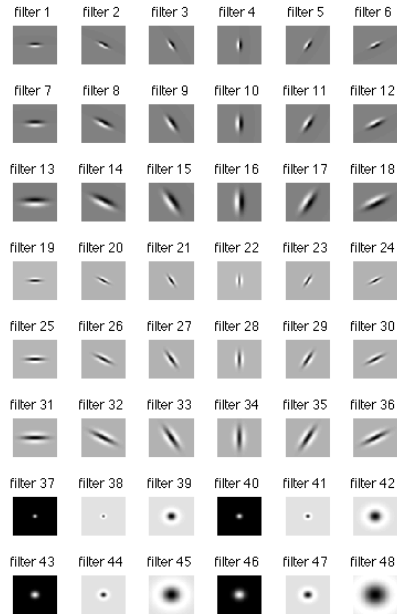 filter 1 filter 2 filter 3 filter 4 filter 5 filter 6
filter 7 filter 8 filter 9 filter 10 filter 11 filter 12
filter 13 filter 14 filter 15 filter 16 filter 17 filter 18
filter 19 filter 20 filter 21 filter 22 filter 23 filter 24
filter 25 filter 26 filter 27 filter 28 filter 29 filter 30
filter 31 filter 32 filter 33 filter 34 filter 35 filter 36
filter 37 filter 38 filter 39 filter 40 filter 41 filter 42
filter 43 filter 44 filter 45 filter 46 filter 47 filter 48